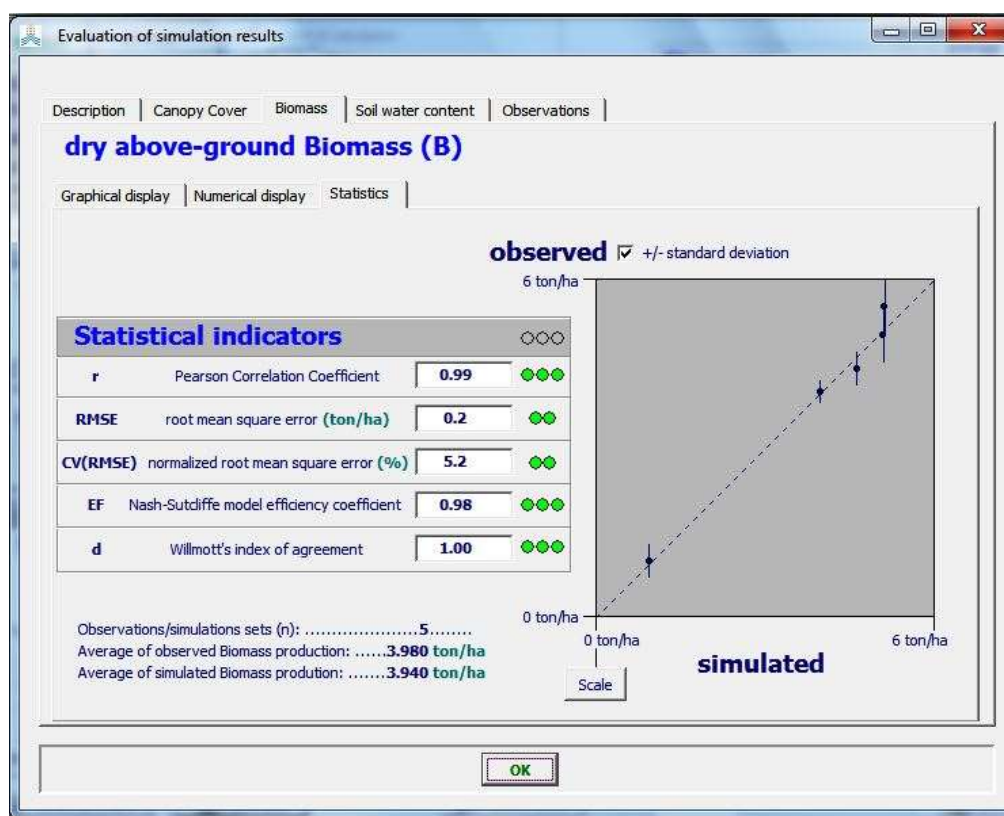 Evaluation of simulation results
Description Canopy Cover Biomass Soil water content Observations
dry above-ground Biomass (B)
Graphical display Numerical display Statistics
observed +/- standard deviation
6 ton/ha
Statistical indicators
r Pearson Correlation Coefficient 0.99
RMSE root mean square error (ton/ha) 0.2
CV(RMSE) normalized root mean square error (%) 5.2
EF Nash-Sutcliffe model efficiency coefficient 0.98
d Willmott's index of agreement 1.00
0 ton/ha
0 ton/ha 6 ton/ha
simulated
Scale
Observations/simulations sets (n): .....................5........
Average of observed Biomass production: ......3.980 ton/ha
Average of simulated Biomass prodution: .......3.940 ton/ha
OK